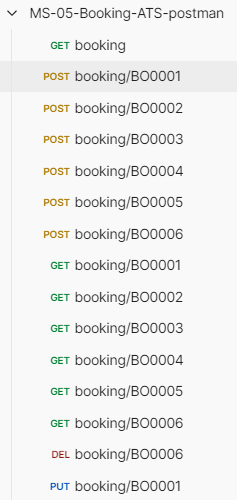 MS-05-Booking-ATS-postman
GET booking
POST booking/BO0001
POST booking/BO0002
POST booking/BO0003
POST booking/BO0004
POST booking/BO0005
POST booking/BO0006
GET booking/BO0001
GET booking/BO0002
GET booking/BO0003
GET booking/BO0004
GET booking/BO0005
GET booking/BO0006
DEL booking/BO0006
PUT booking/BO0001